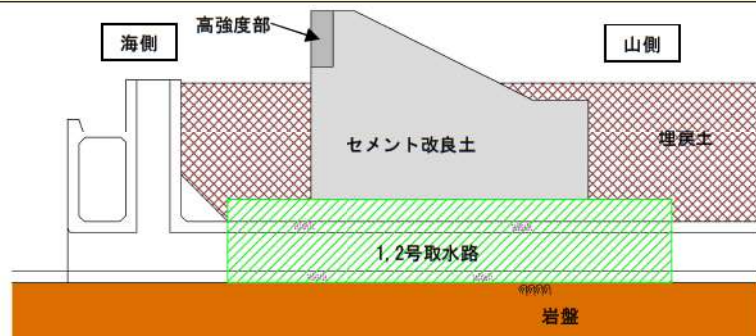 海側
高強度部
山側
セメント改良土
埋戻土
1,2号取水路
岩盤